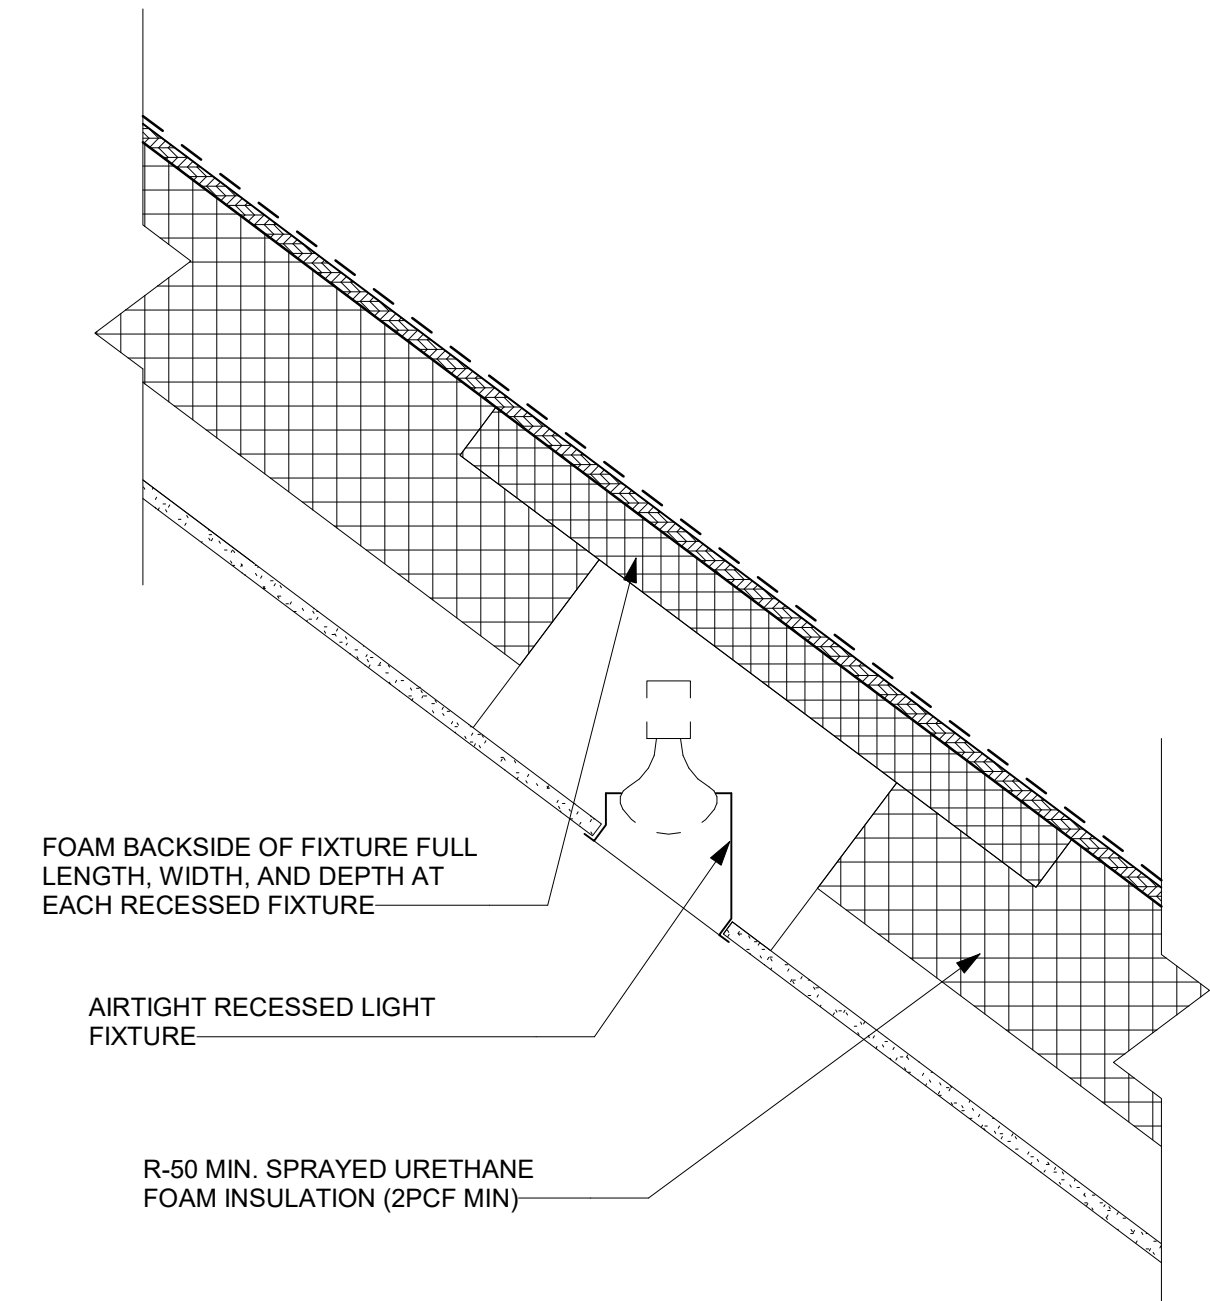 FOAM BACKSIDE OF FIXTURE FULL
LENGTH, WIDTH, AND DEPTH AT
EACH RECESSED FIXTURE
AIRTIGHT RECESSED LIGHT
FIXTURE
R-50 MIN. SPRAYED URETHANE
FOAM INSULATION (2PCF MIN)